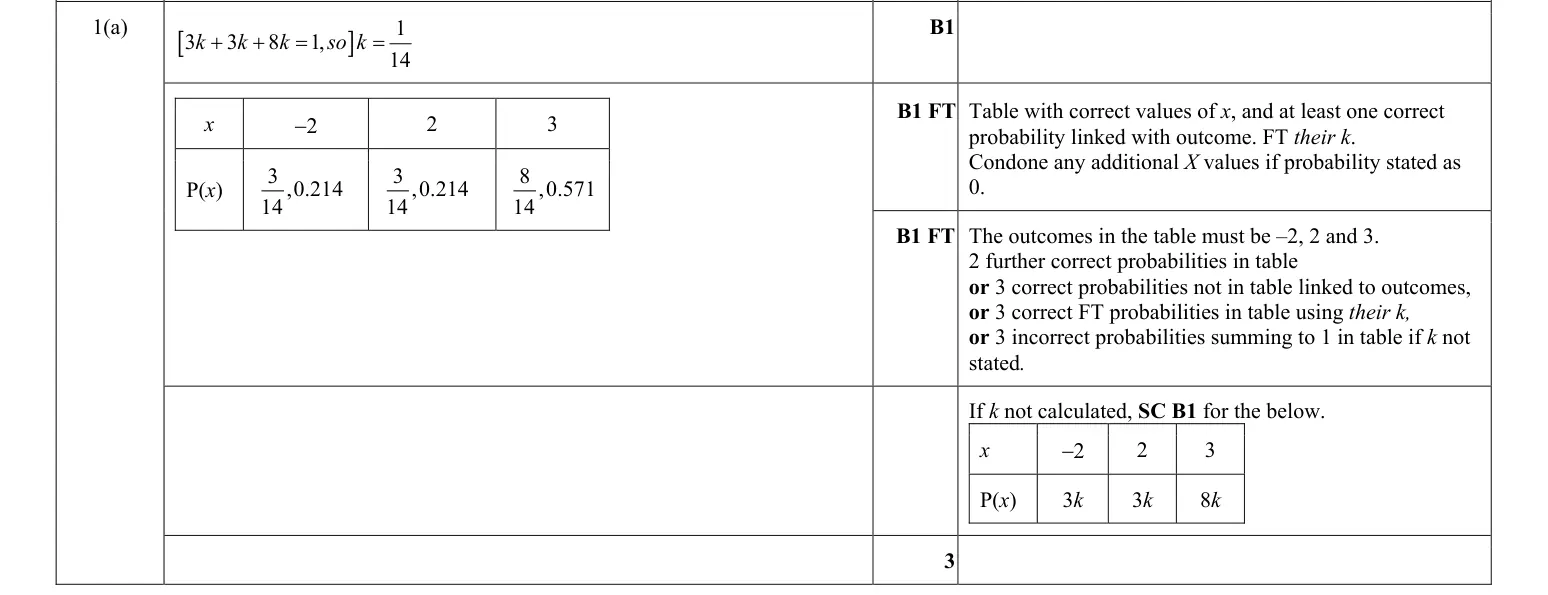 1(a)
[3k + 3k + 8k = 1, so] k = 1/14
B1
x –2 2 3
P(x) 3/14, 0.214 3/14, 0.214 8/14, 0.571
B1 FT
Table with correct values of x, and at least one correct
probability linked with outcome. FT their k.
Condone any additional X values if probability stated as
0.
B1 FT
The outcomes in the table must be –2, 2 and 3.
2 further correct probabilities in table
or 3 correct probabilities not in table linked to outcomes,
or 3 correct FT probabilities in table using their k,
or 3 incorrect probabilities summing to 1 in table if k not
stated.
If k not calculated, SC B1 for the below.
x –2 2 3
P(x) 3k 3k 8k
3